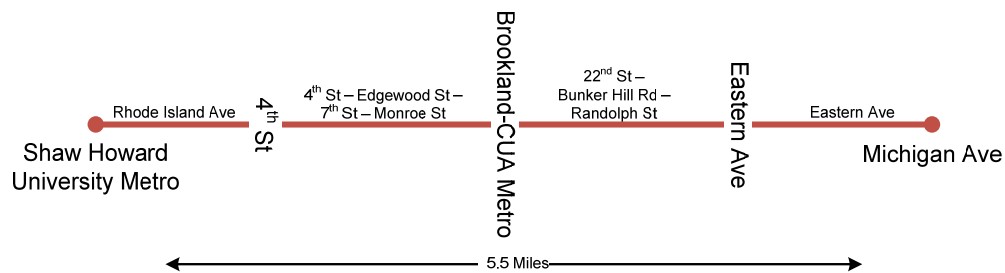 Rhode Island Ave
4th St
4th St – Edgewood St –
7th St – Monroe St
Brookland-CUA Metro
22nd St –
Bunker Hill Rd –
Randolph St
Eastern Ave
Eastern Ave
Shaw Howard
University Metro
Michigan Ave
5.5 Miles